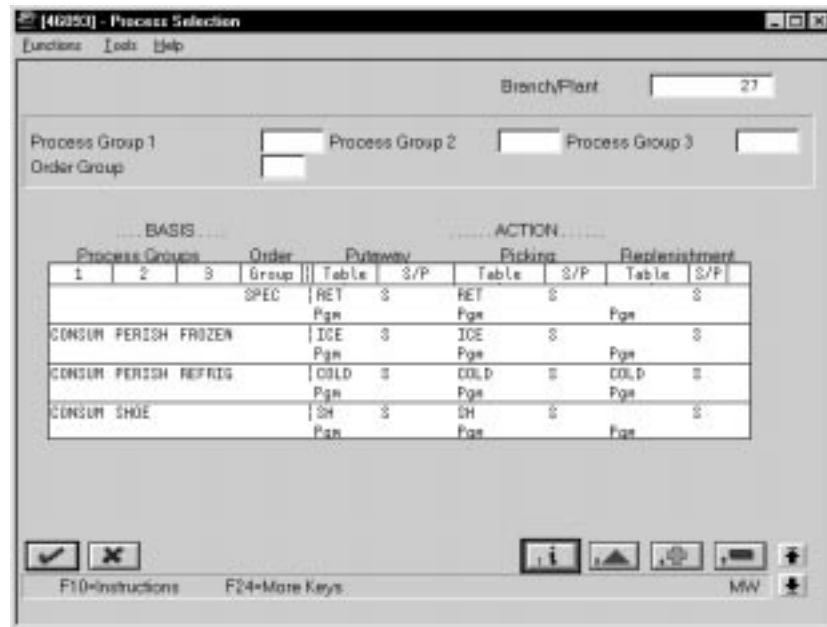 [46093] - Process Selection
Functions Tools Help
Branch/Plant 27
Process Group 1 Process Group 2 Process Group 3
Order Group
.... BASIS .... ...... ACTION ......
Process Groups Order Putaway Picking Replenishment
1 2 3 Group Table S/P Table S/P Table S/P
SPEC RET S RET S S
Pgm Pgm Pgm
CONSUM PERISH FROZEN ICE S ICE S S
Pgm Pgm Pgm
CONSUM PERISH REFRIG COLD S COLD S COLD S
Pgm Pgm Pgm
CONSUM SHOE SH S SH S S
Pgm Pgm Pgm
F10=Instructions F24=More Keys MW